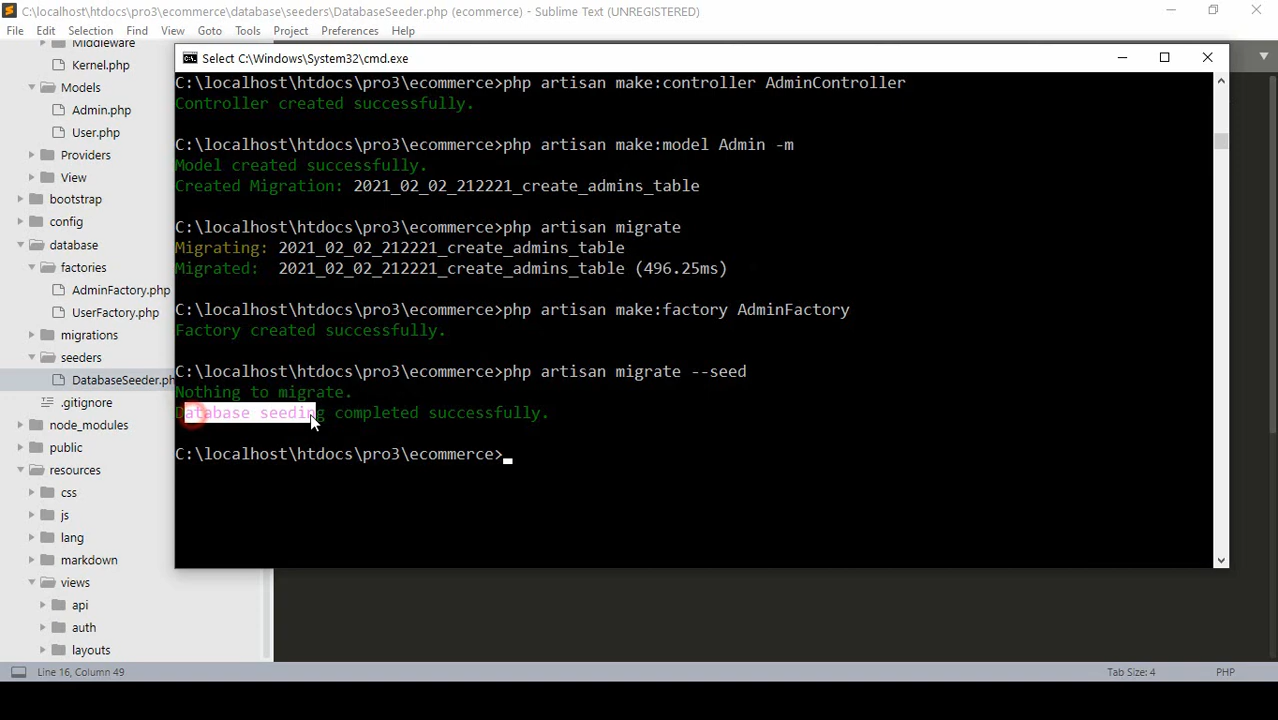 C:\localhost\htdocs\pro3\ecommerce\database\seeders\DatabaseSeeder.php (ecommerce) - Sublime Text (UNREGISTERED)
File Edit Selection Find View Goto Tools Project Preferences Help
Middleware
Kernel.php
Models
Admin.php
User.php
Providers
View
bootstrap
config
database
factories
AdminFactory.php
UserFactory.php
migrations
seeders
DatabaseSeeder.ph
.gitignore
node_modules
public
resources
css
js
lang
markdown
views
api
auth
layouts
Select C:\Windows\System32\cmd.exe
C:\localhost\htdocs\pro3\ecommerce>php artisan make:controller AdminController
Controller created successfully.
C:\localhost\htdocs\pro3\ecommerce>php artisan make:model Admin -m
Model created successfully.
Created Migration: 2021_02_02_212221_create_admins_table
C:\localhost\htdocs\pro3\ecommerce>php artisan migrate
Migrating: 2021_02_02_212221_create_admins_table
Migrated:  2021_02_02_212221_create_admins_table (496.25ms)
C:\localhost\htdocs\pro3\ecommerce>php artisan make:factory AdminFactory
Factory created successfully.
C:\localhost\htdocs\pro3\ecommerce>php artisan migrate --seed
Nothing to migrate.
Database seeding completed successfully.
C:\localhost\htdocs\pro3\ecommerce>
Line 16, Column 49
Tab Size: 4
PHP